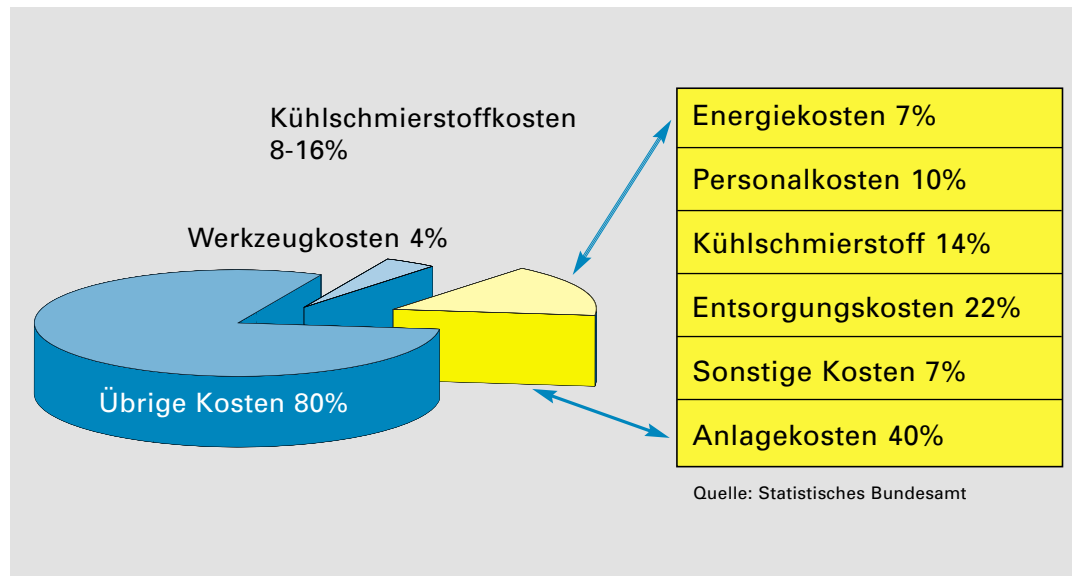 Kühlschmierstoffkosten
8-16%
Werkzeugkosten 4%
Übrige Kosten 80%
Energiekosten 7%
Personalkosten 10%
Kühlschmierstoff 14%
Entsorgungskosten 22%
Sonstige Kosten 7%
Anlagekosten 40%
Quelle: Statistisches Bundesamt